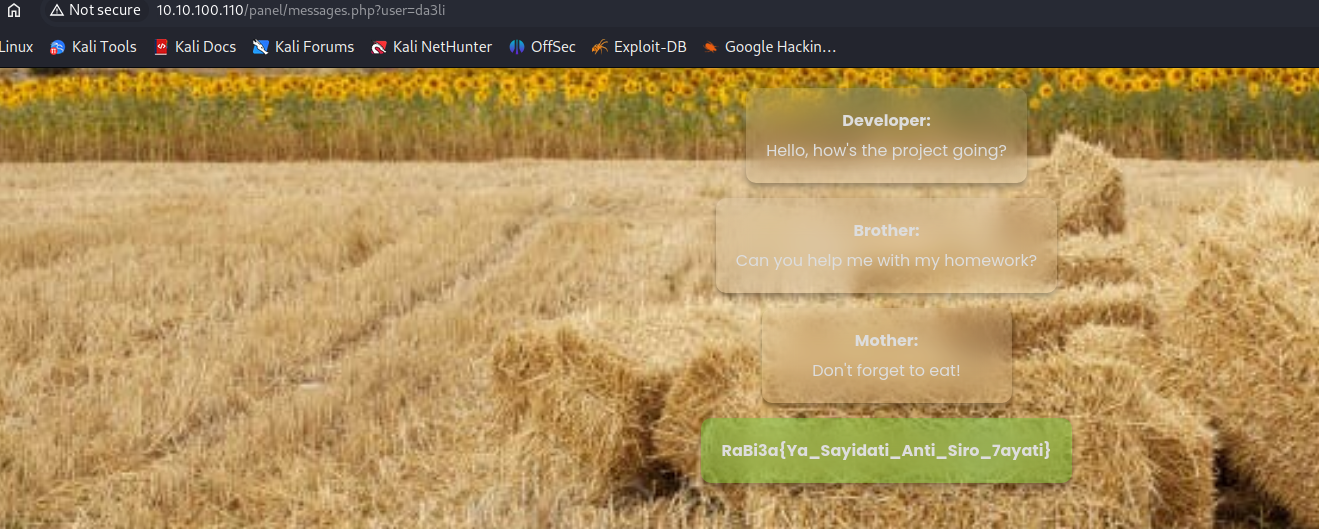 Not secure 10.10.100.110/panel/messages.php?user=da3li
Linux Kali Tools Kali Docs Kali Forums Kali NetHunter OffSec Exploit-DB Google Hackin…
Developer:
Hello, how's the project going?
Brother:
Can you help me with my homework?
Mother:
Don't forget to eat!
RaBi3a{Ya_Sayidati_Anti_Siro_7ayati}